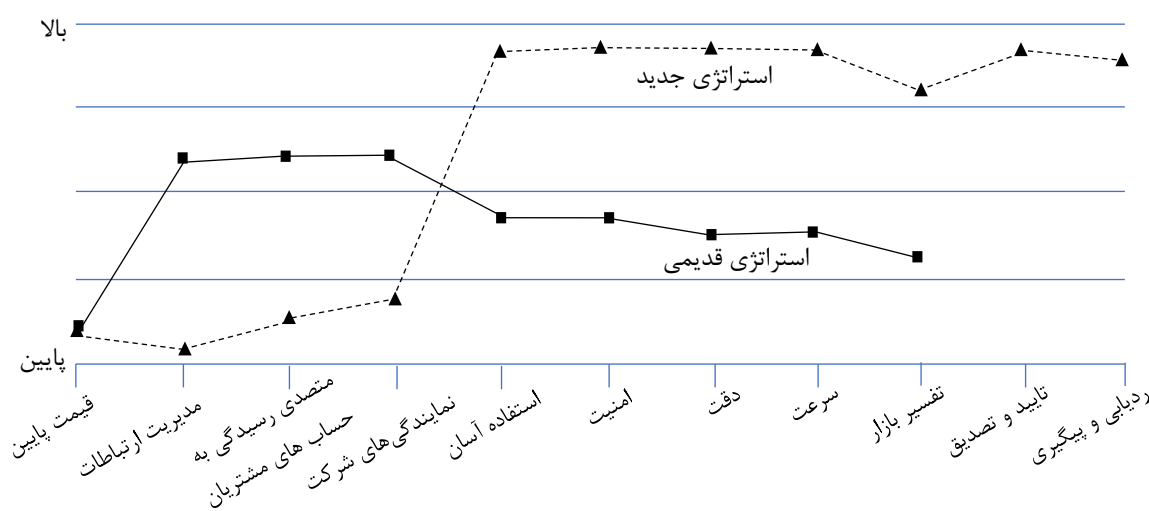 بالا
استراتژی جدید
استراتژی قدیمی
پایین
قیمت پایین
مدیریت ارتباطات
متصدی رسیدگی به
حساب های مشتریان
نمایندگی‌های شرکت
استفاده آسان
امنیت
دقت
سرعت
تفسیر بازار
تایید و تصدیق
ردیابی و پیگیری